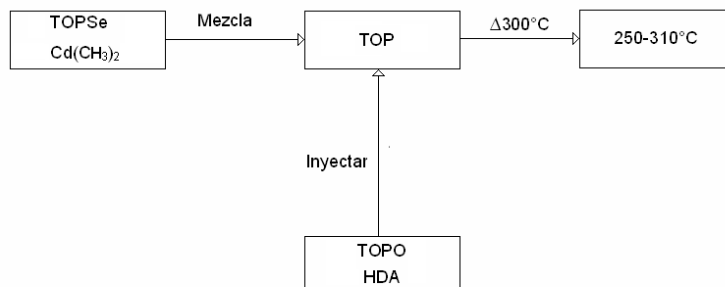 TOPSe
Cd(CH₃)₂
Mezcla
TOP
Δ300°C
250-310°C
Inyectar
TOPO
HDA